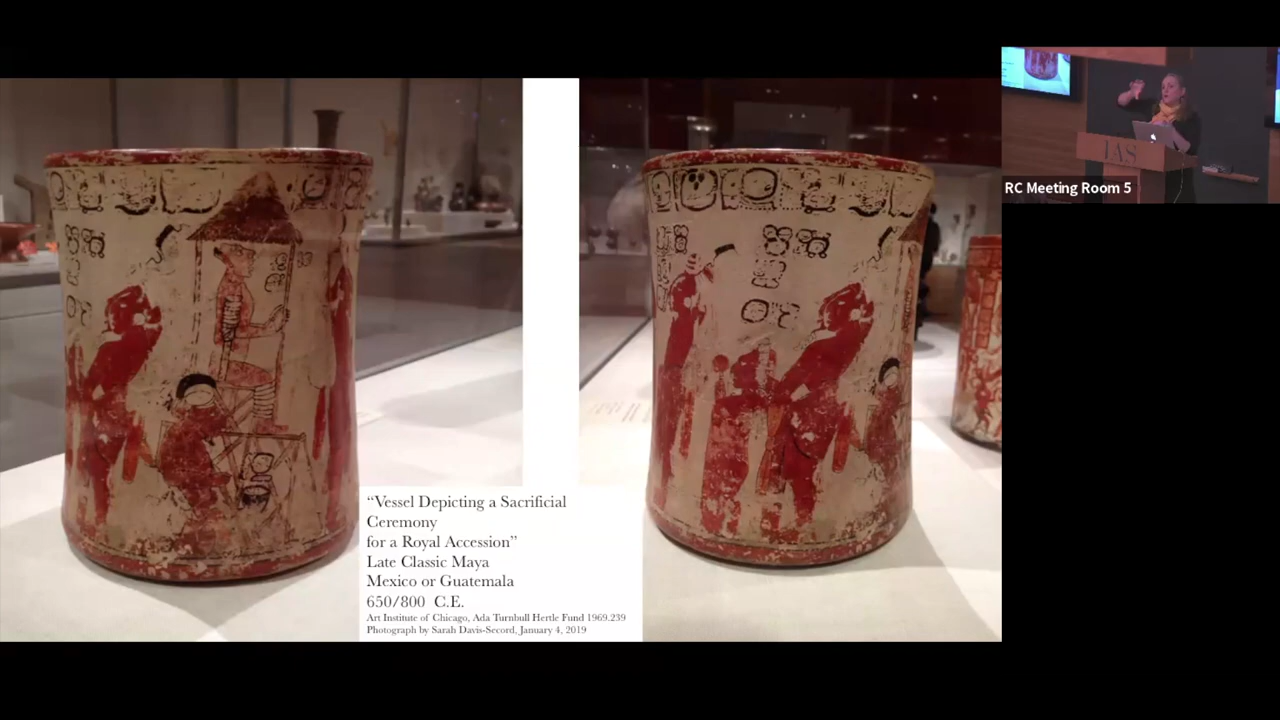 "Vessel Depicting a Sacrificial
Ceremony
for a Royal Accession"
Late Classic Maya
Mexico or Guatemala
650/800 C.E.
Art Institute of Chicago, Ada Turnbull Hertle Fund 1969.239
Photograph by Sarah Davis-Secord, January 4, 2019
IAS
RC Meeting Room 5